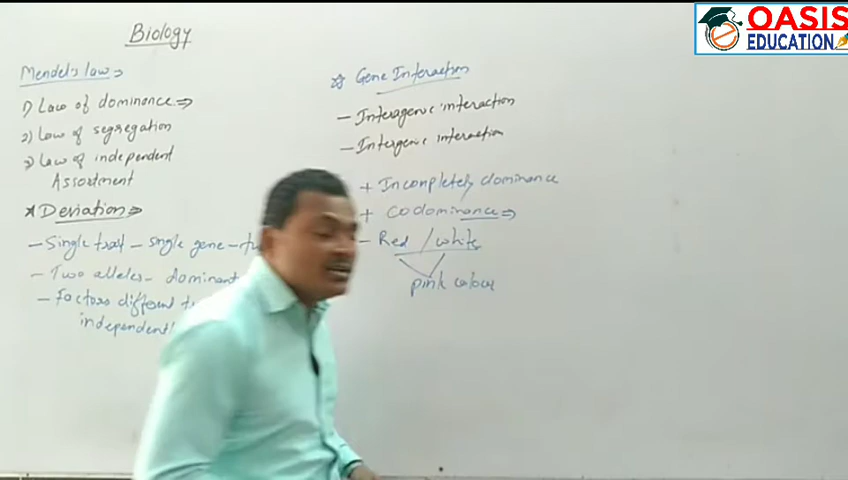 OASIS
EDUCATION
Biology
Mendel's law
1) Law of dominance ⇒
2) Law of segregation
3) Law of independent
Assortment
* Deviation ⇒
- Single trait - single gene -
- Two alleles - dominant
- Factors different
independent
☆ Gene Interaction
- Interagenic interaction
- Intergenic interaction
+ Incompletely dominance
+ codominance ⇒
- Red / white
pink colour